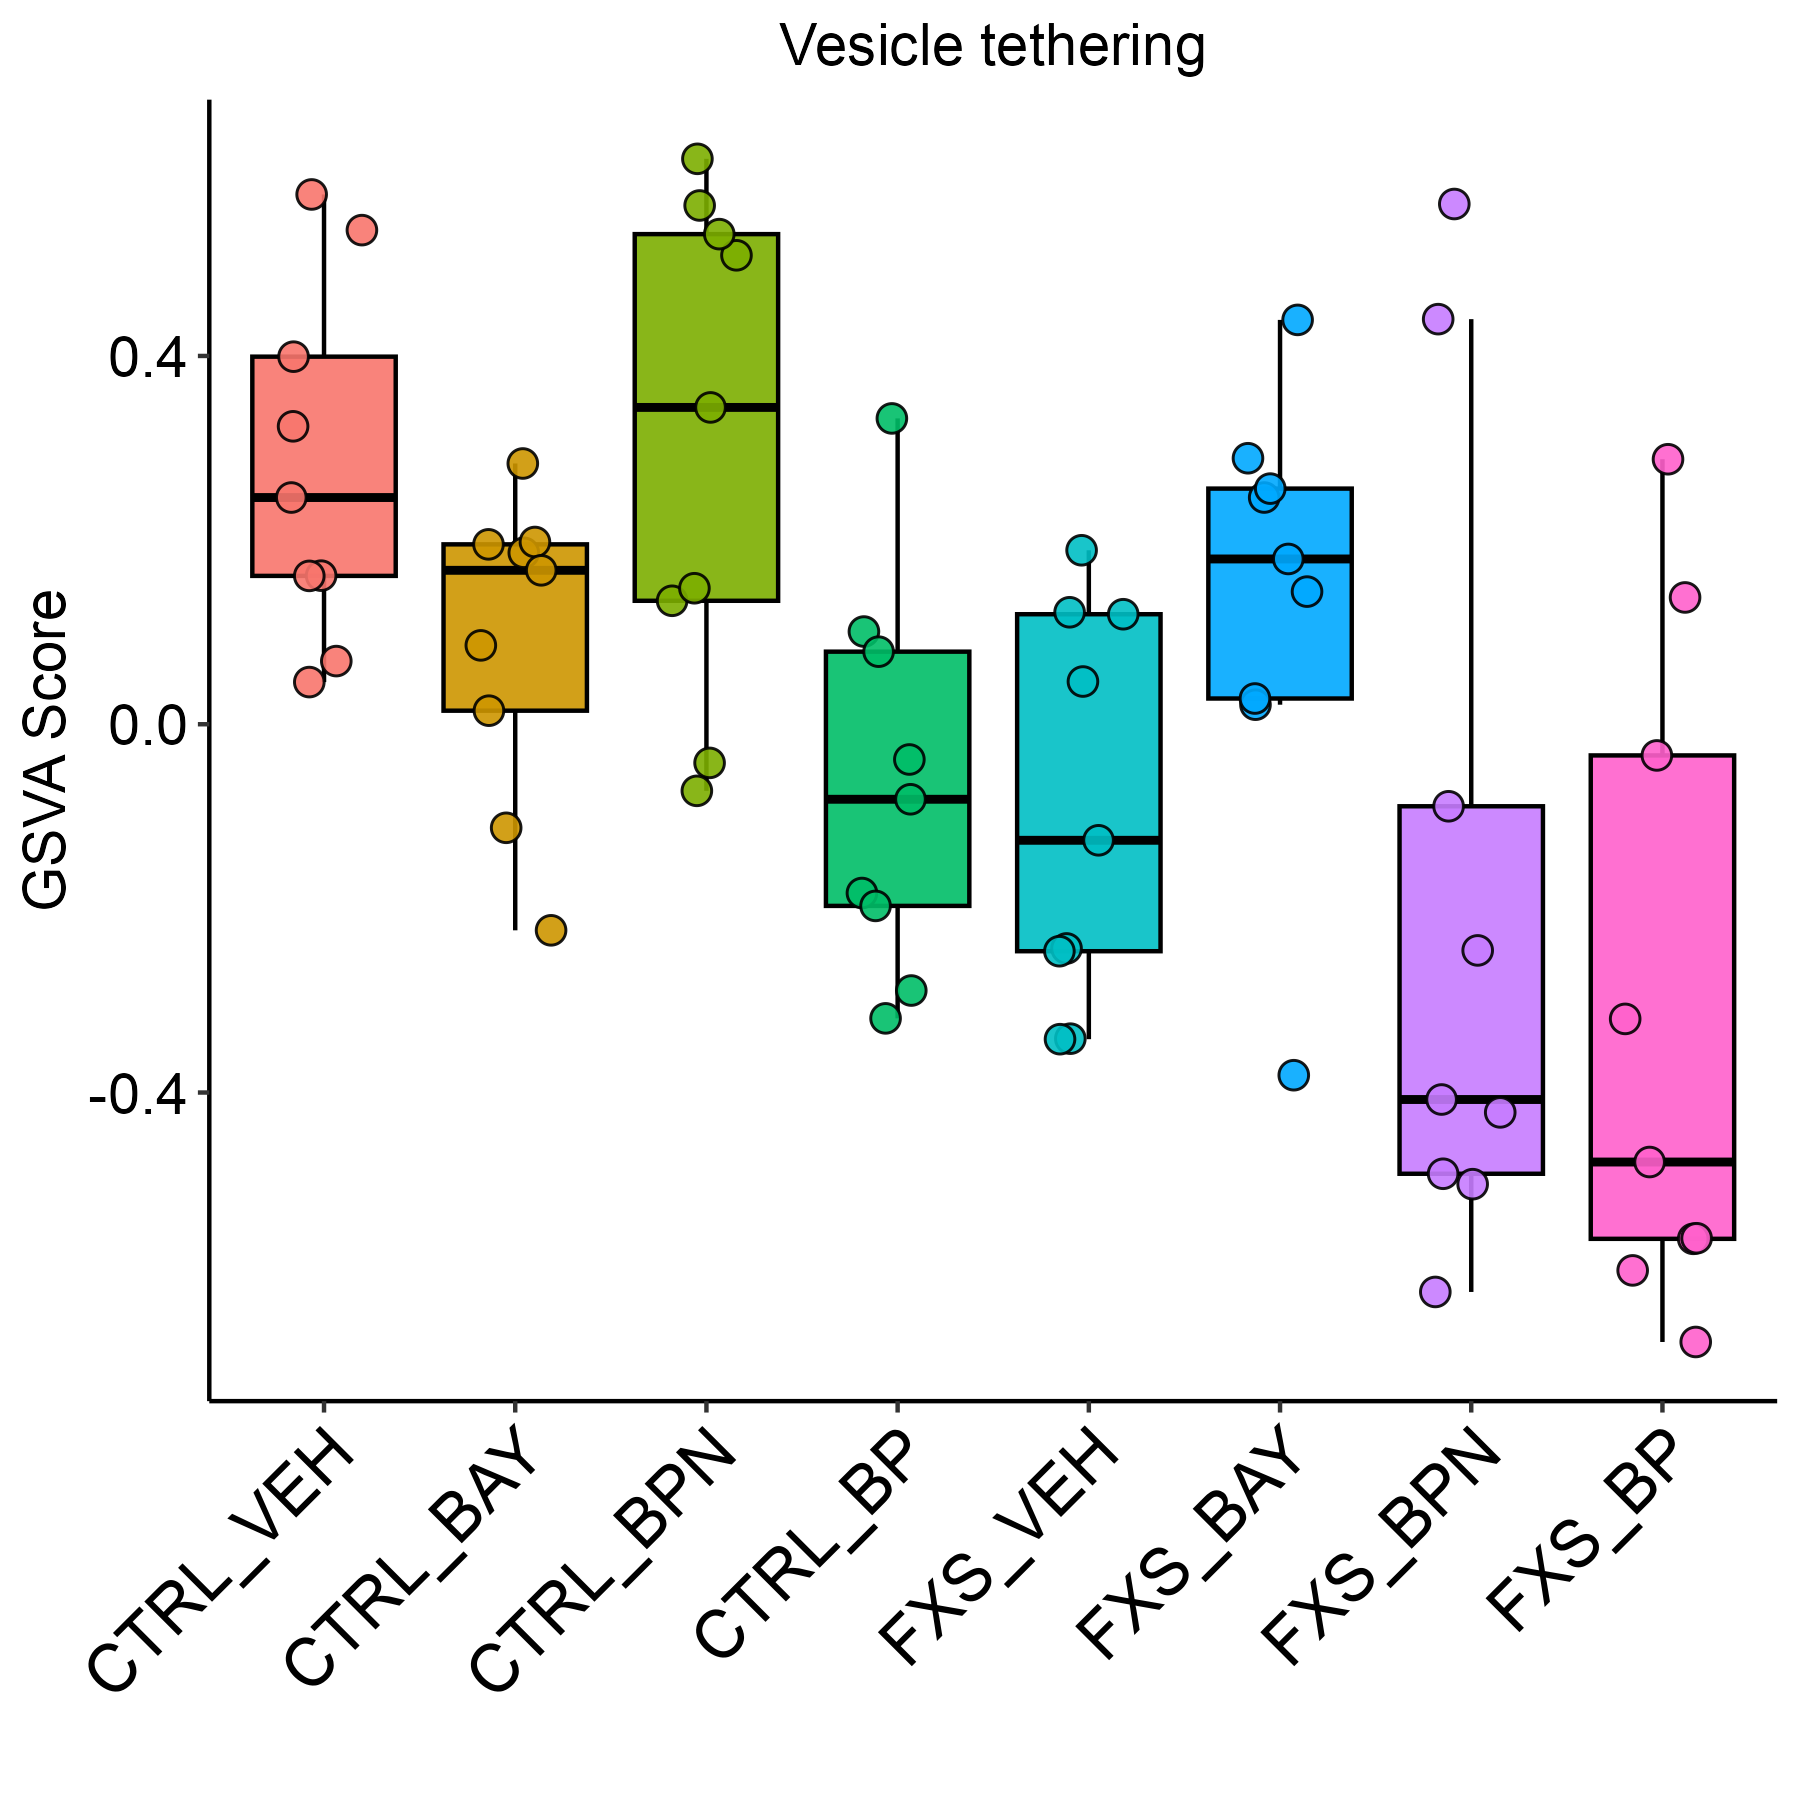 Vesicle tethering
GSVA Score
0.4
0.0
-0.4
CTRL_VEH
CTRL_BAY
CTRL_BPN
CTRL_BP
FXS_VEH
FXS_BAY
FXS_BPN
FXS_BP